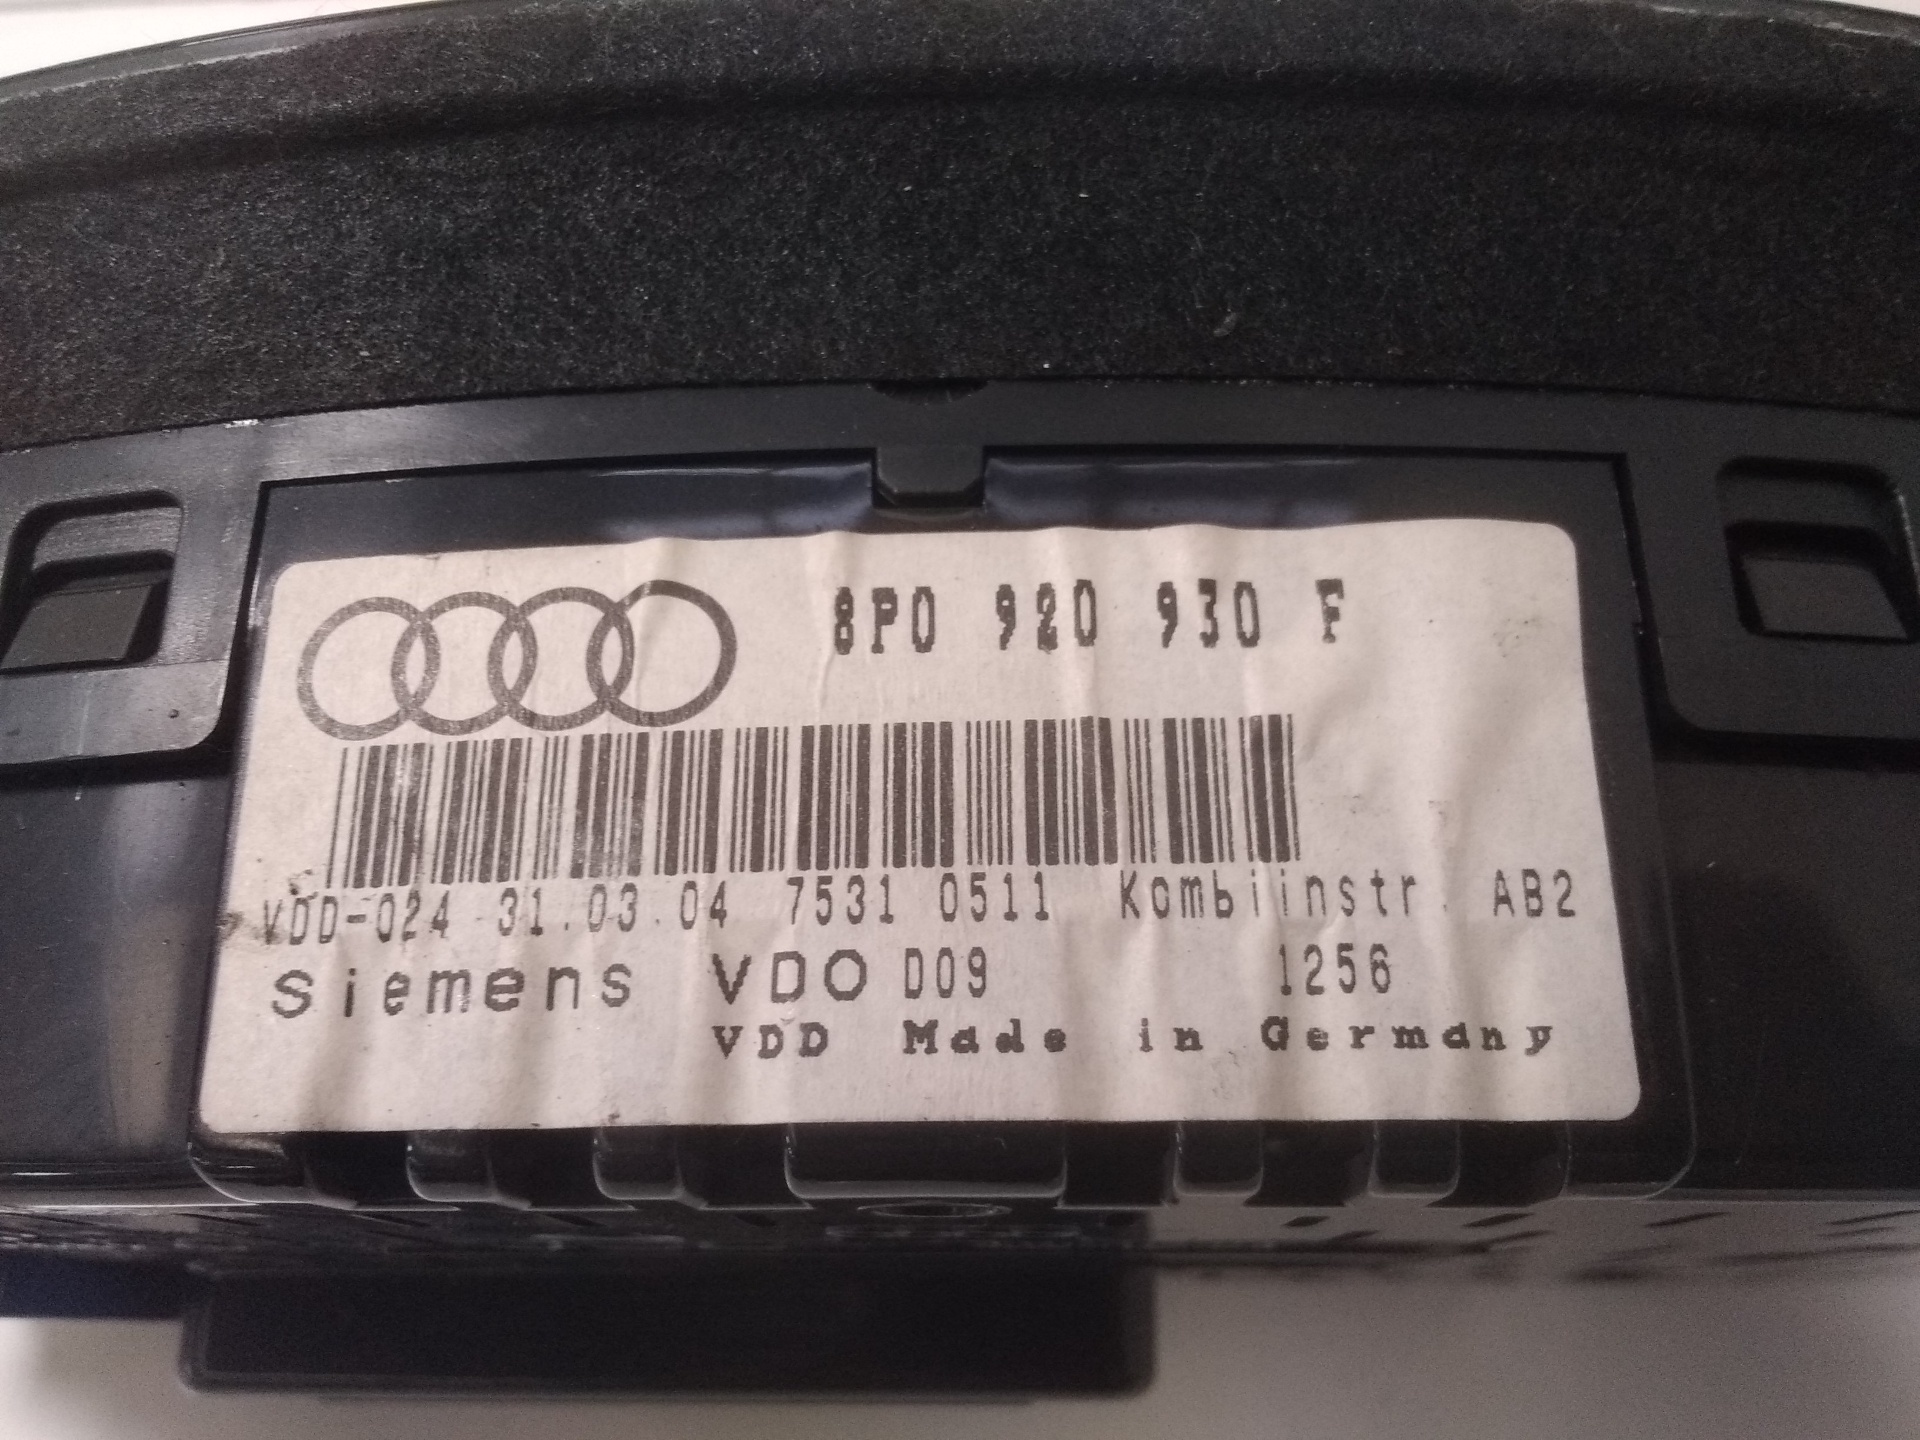 8P0 920 930 F
VDD-024 31.03.04 7531 0511 Kombiinstr. AB2
Siemens VDO D09 1256
VDD Made in Germany